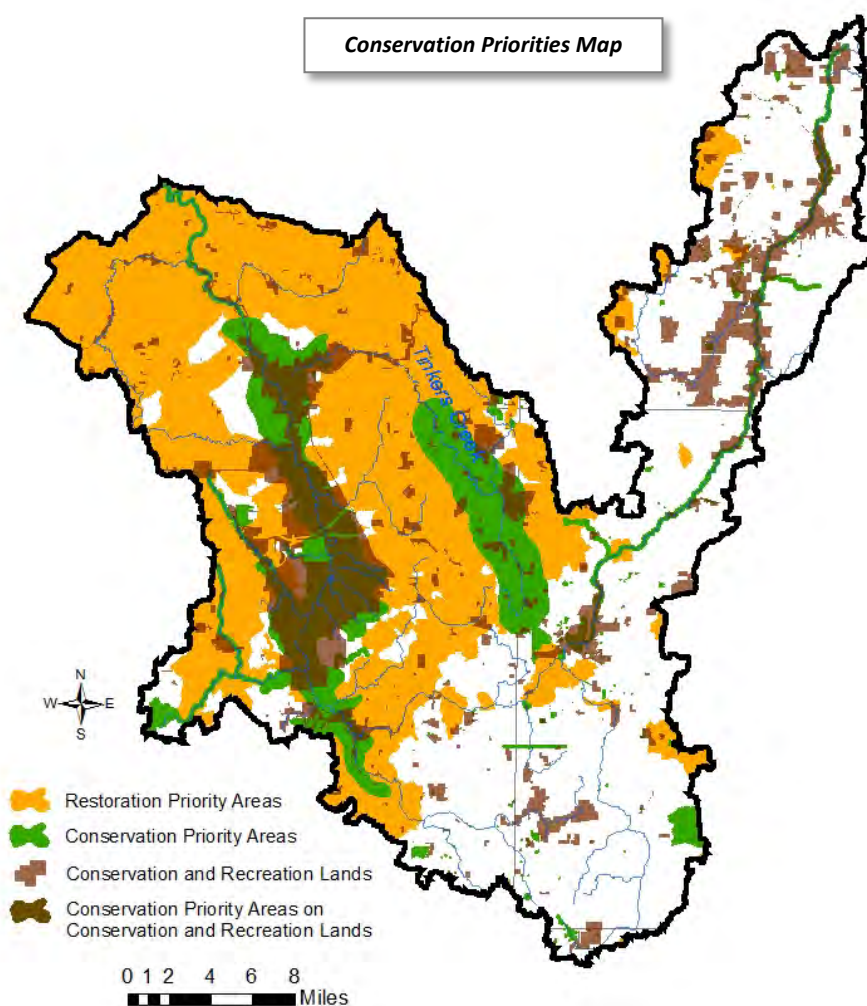 Conservation Priorities Map
Tinkers Creek
N
W E
S
Restoration Priority Areas
Conservation Priority Areas
Conservation and Recreation Lands
Conservation Priority Areas on
Conservation and Recreation Lands
0 1 2 4 6 8
Miles